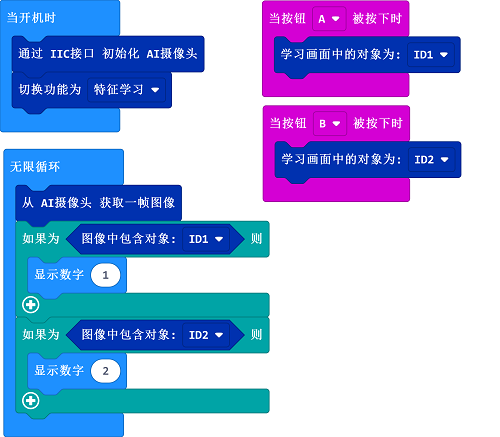 当开机时
通过 IIC接口 初始化 AI摄像头
切换功能为 特征学习
当按钮 A 被按下时
学习画面中的对象为: ID1
当按钮 B 被按下时
学习画面中的对象为: ID2
无限循环
从 AI摄像头 获取一帧图像
如果为 图像中包含对象: ID1 则
显示数字 1
如果为 图像中包含对象: ID2 则
显示数字 2